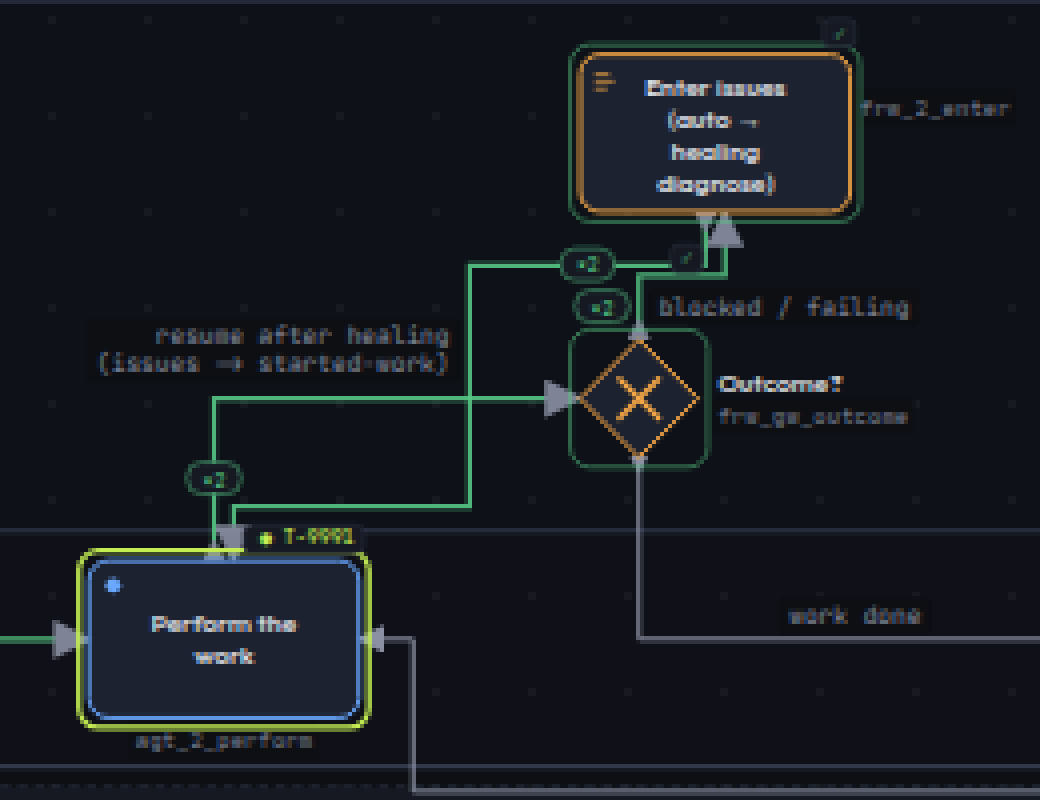 Enter issues
(auto →
healing
diagnose)
frm_2_enter
×2
×2
blocked / failing
resume after healing
(issues → started-work)
Outcome?
frm_gw_outcome
×2
T-9991
Perform the
work
work done
agt_2_perform